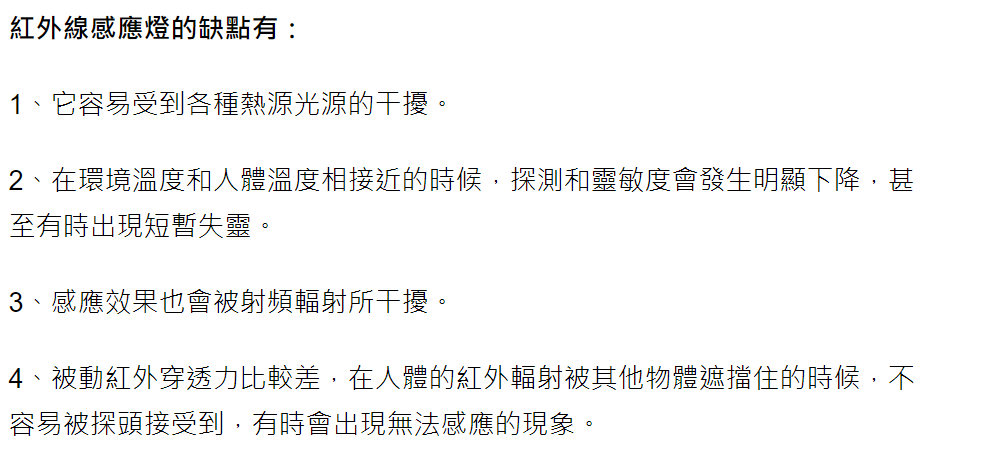 紅外線感應燈的缺點有：
1、它容易受到各種熱源光源的干擾。
2、在環境溫度和人體溫度相接近的時候，探測和靈敏度會發生明顯下降，甚
至有時出現短暫失靈。
3、感應效果也會被射頻輻射所干擾。
4、被動紅外穿透力比較差，在人體的紅外輻射被其他物體遮擋住的時候，不
容易被探頭接受到，有時會出現無法感應的現象。